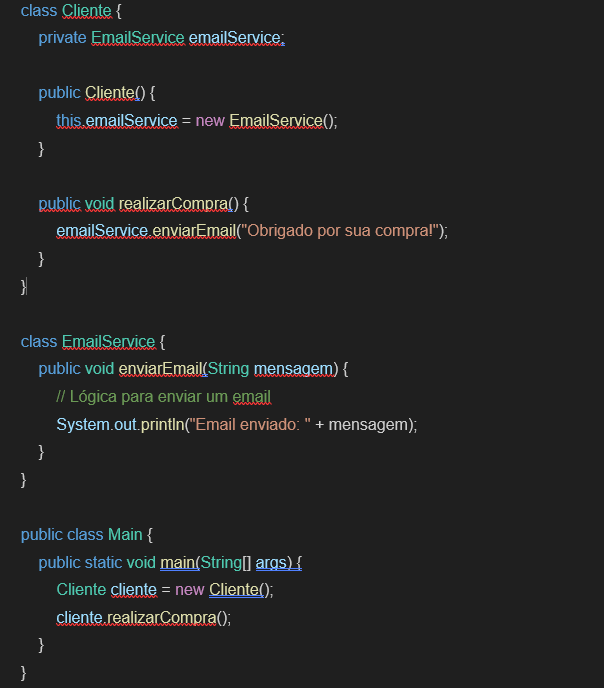 class Cliente {
private EmailService emailService;
public Cliente() {
this.emailService = new EmailService();
}
public void realizarCompra() {
emailService.enviarEmail("Obrigado por sua compra!");
}
}
class EmailService {
public void enviarEmail(String mensagem) {
// Lógica para enviar um email
System.out.println("Email enviado: " + mensagem);
}
}
public class Main {
public static void main(String[] args) {
Cliente cliente = new Cliente();
cliente.realizarCompra();
}
}